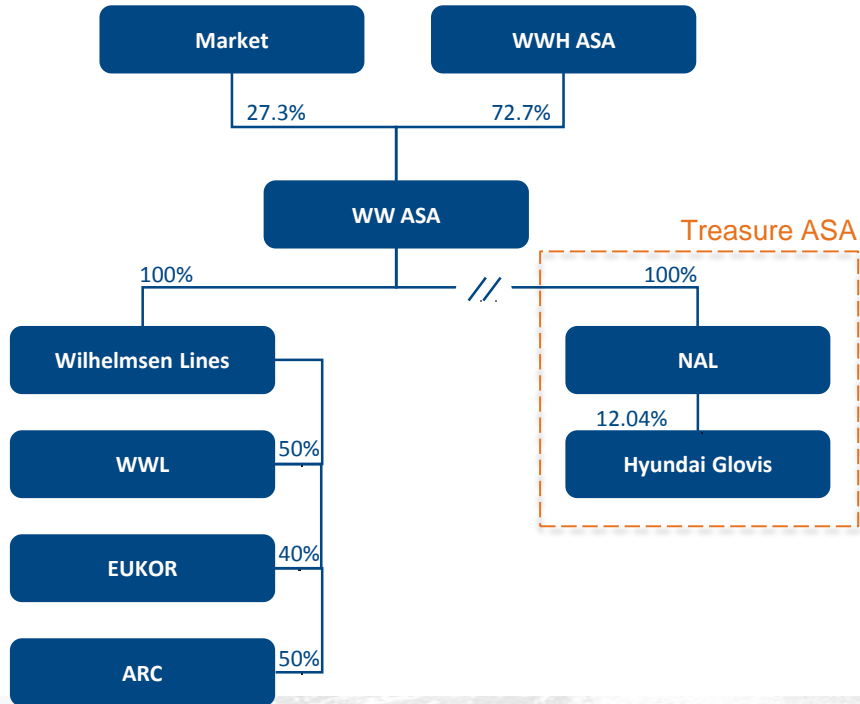 Market
WWH ASA
27.3%
72.7%
WW ASA
Treasure ASA
100%
100%
Wilhelmsen Lines
NAL
12.04%
WWL
50%
Hyundai Glovis
EUKOR
40%
ARC
50%